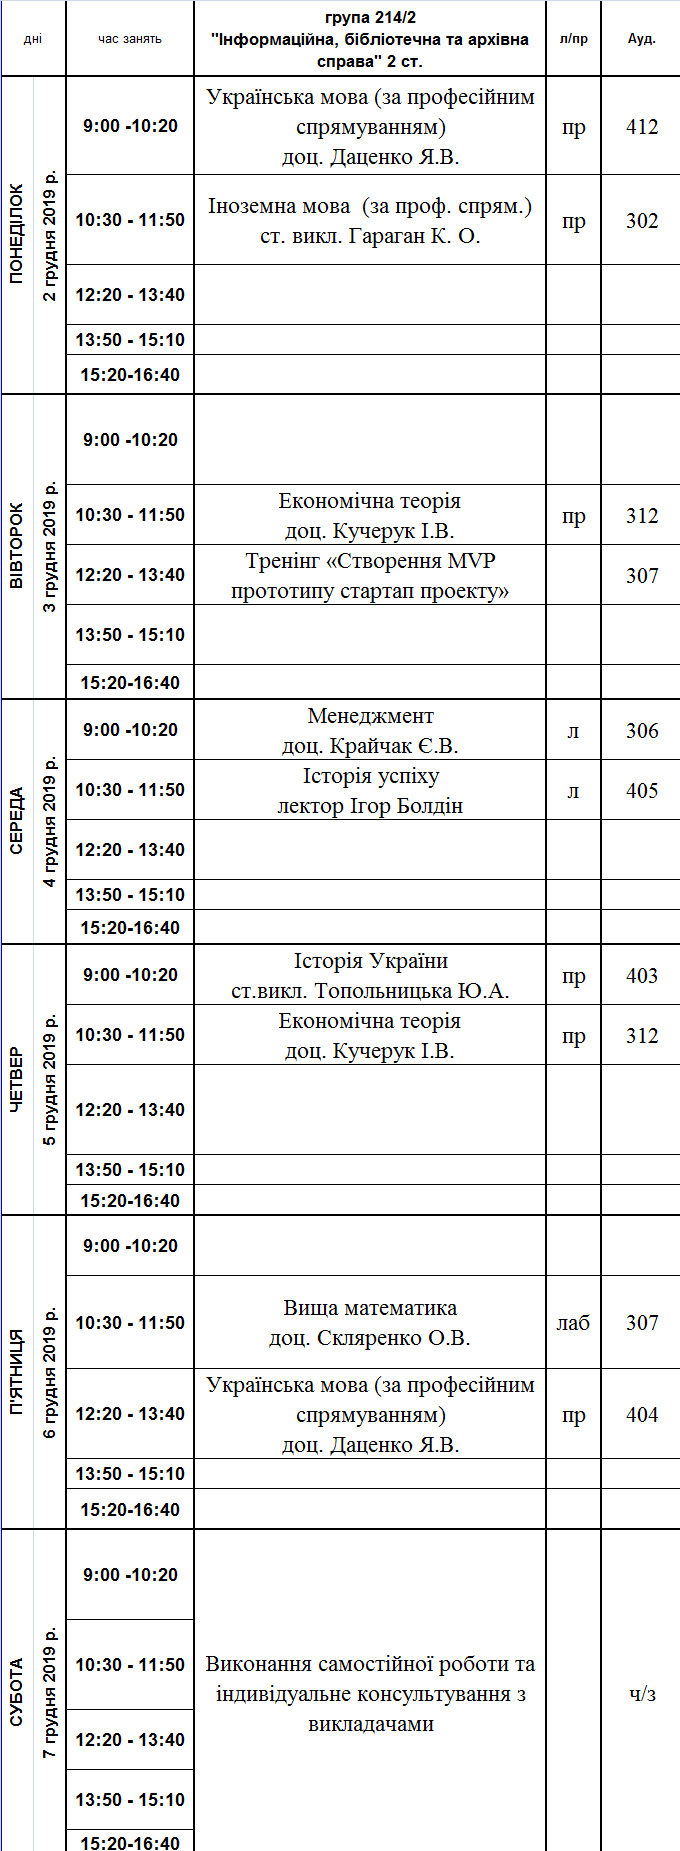 дні
час занять
група 214/2
"Інформаційна, бібліотечна та архівна
справа" 2 ст.
л/пр
Ауд.
ПОНЕДІЛОК
2 грудня 2019 р.
9:00 -10:20
Українська мова (за професійним
спрямуванням)
доц. Даценко Я.В.
пр
412
10:30 - 11:50
Іноземна мова  (за проф. спрям.)
ст. викл. Гараган К. О.
пр
302
12:20 - 13:40
13:50 - 15:10
15:20-16:40
ВІВТОРОК
3 грудня 2019 р.
9:00 -10:20
10:30 - 11:50
Економічна теорія
доц. Кучерук І.В.
пр
312
12:20 - 13:40
Тренінг «Створення MVP
прототипу стартап проекту»
307
13:50 - 15:10
15:20-16:40
СЕРЕДА
4 грудня 2019 р.
9:00 -10:20
Менеджмент
доц. Крайчак Є.В.
л
306
10:30 - 11:50
Історія успіху
лектор Ігор Болдін
л
405
12:20 - 13:40
13:50 - 15:10
15:20-16:40
ЧЕТВЕР
5 грудня 2019 р.
9:00 -10:20
Історія України
ст.викл. Топольницька Ю.А.
пр
403
10:30 - 11:50
Економічна теорія
доц. Кучерук І.В.
пр
312
12:20 - 13:40
13:50 - 15:10
15:20-16:40
П'ЯТНИЦЯ
6 грудня 2019 р.
9:00 -10:20
10:30 - 11:50
Вища математика
доц. Скляренко О.В.
лаб
307
12:20 - 13:40
Українська мова (за професійним
спрямуванням)
доц. Даценко Я.В.
пр
404
13:50 - 15:10
15:20-16:40
СУБОТА
7 грудня 2019 р.
9:00 -10:20
10:30 - 11:50
12:20 - 13:40
13:50 - 15:10
15:20-16:40
Виконання самостійної роботи та
індивідуальне консультування з
викладачами
ч/з